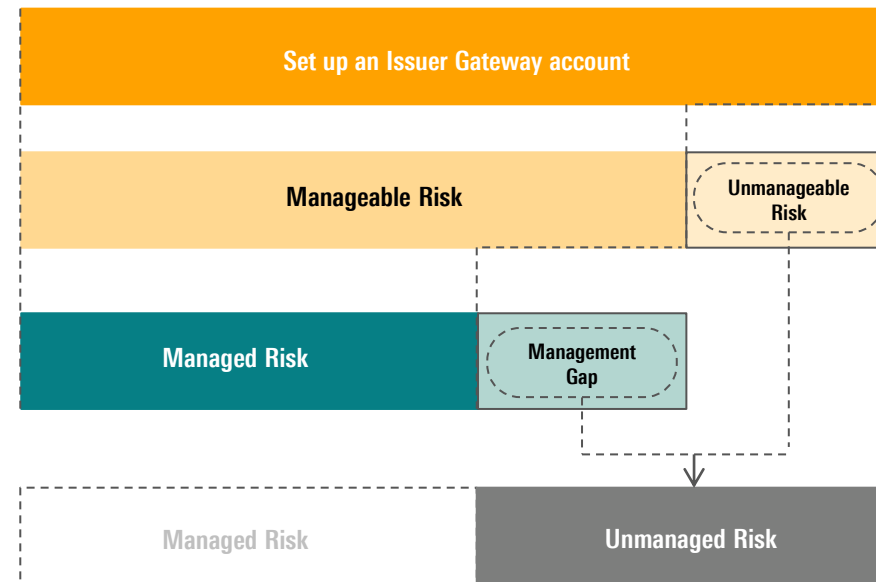 Set up an Issuer Gateway account
Manageable Risk
Unmanageable
Risk
Managed Risk
Management
Gap
Managed Risk
Unmanaged Risk